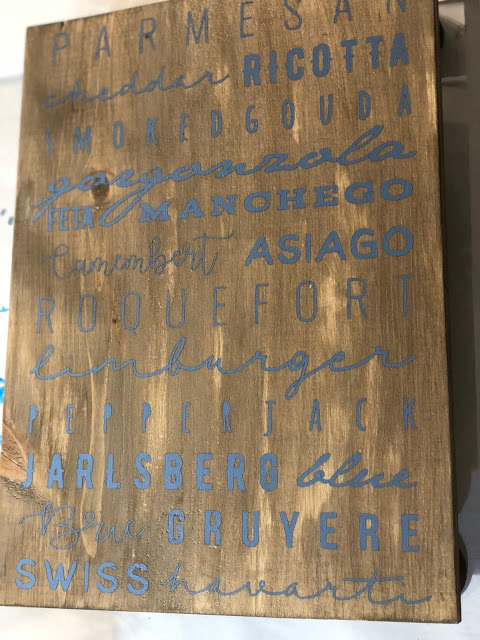 PARMESAN
cheddar RICOTTA
SMOKEDGOUDA
gorgonzola
FETA MANCHEGO
Camembert ASIAGO
ROQUEFORT
limburger
PEPPERJACK
JARLSBERG blue
Brie GRUYERE
SWISS havarti